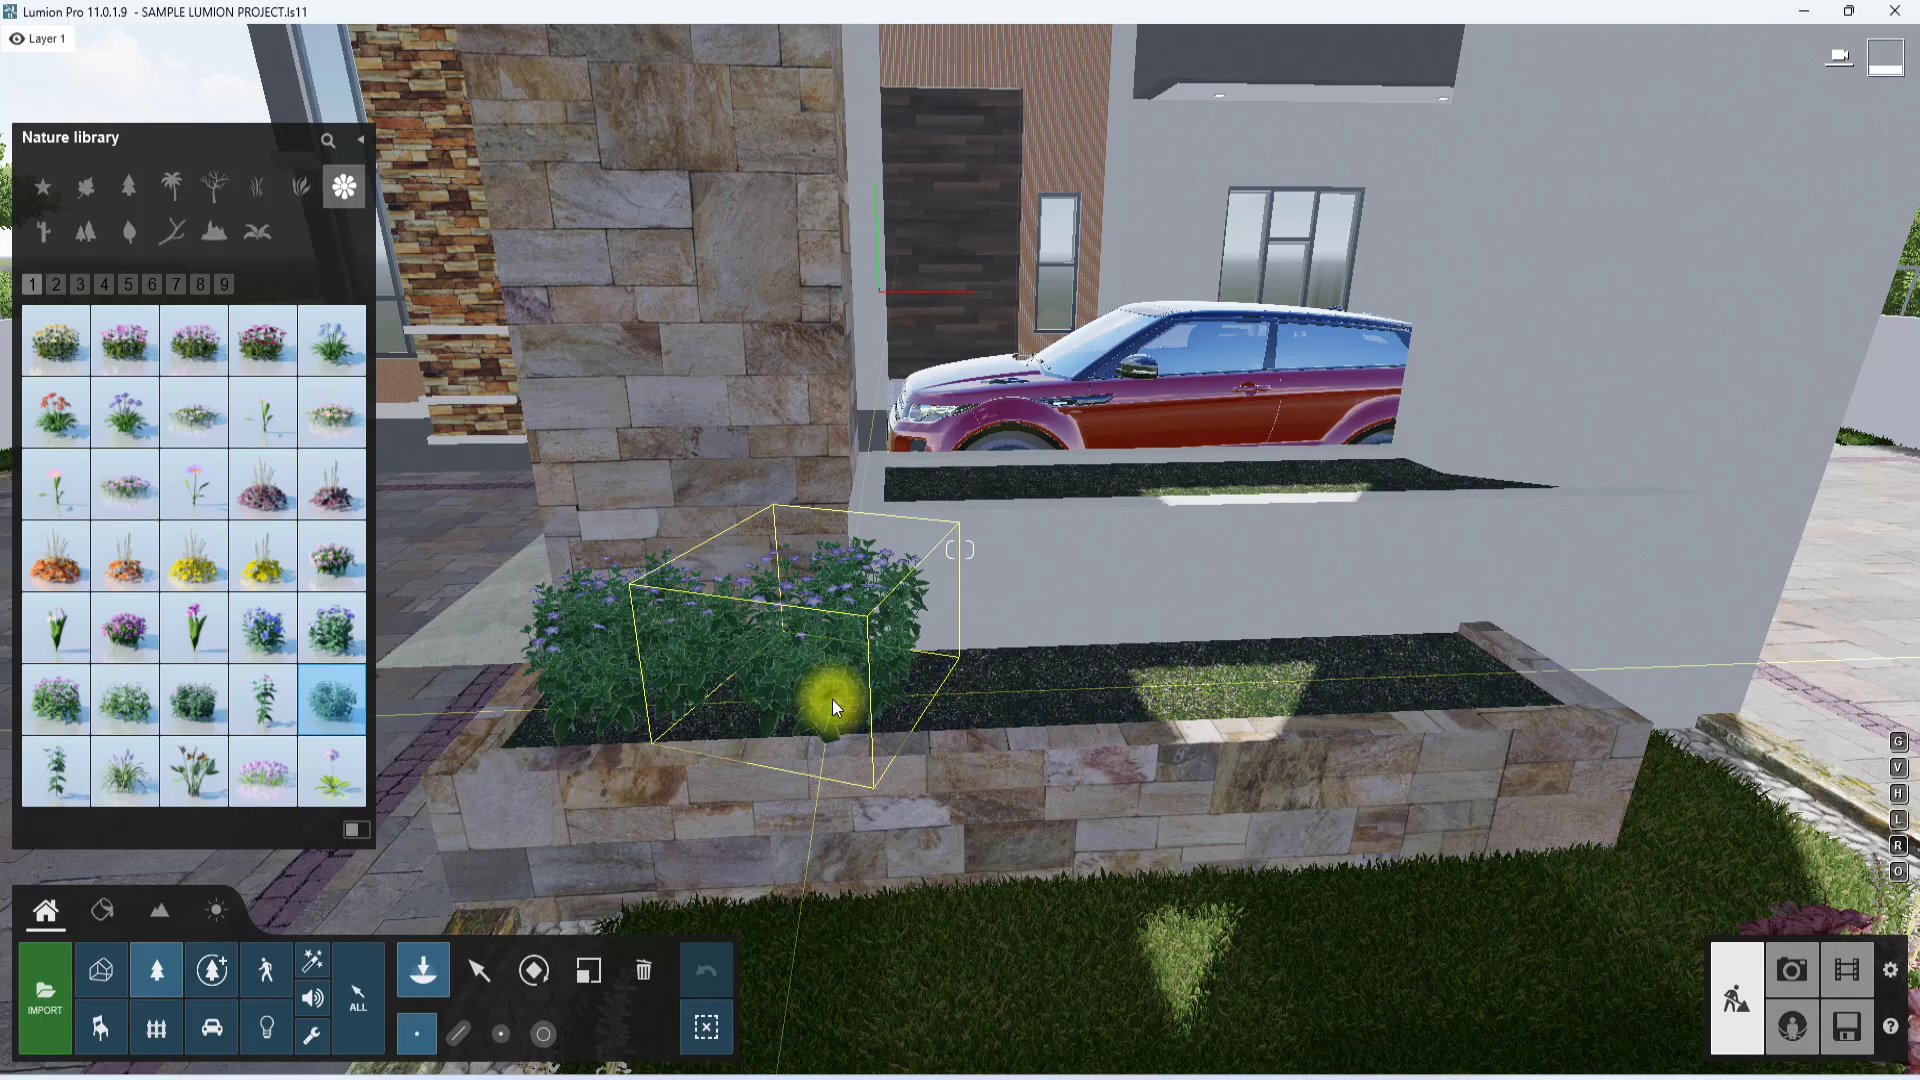 Lumion Pro 11.0.1.9 - SAMPLE LUMION PROJECT.ls11
Layer 1
Nature library
1 2 3 4 5 6 7 8 9
G
V
H
L
R
O
IMPORT
ALL
?